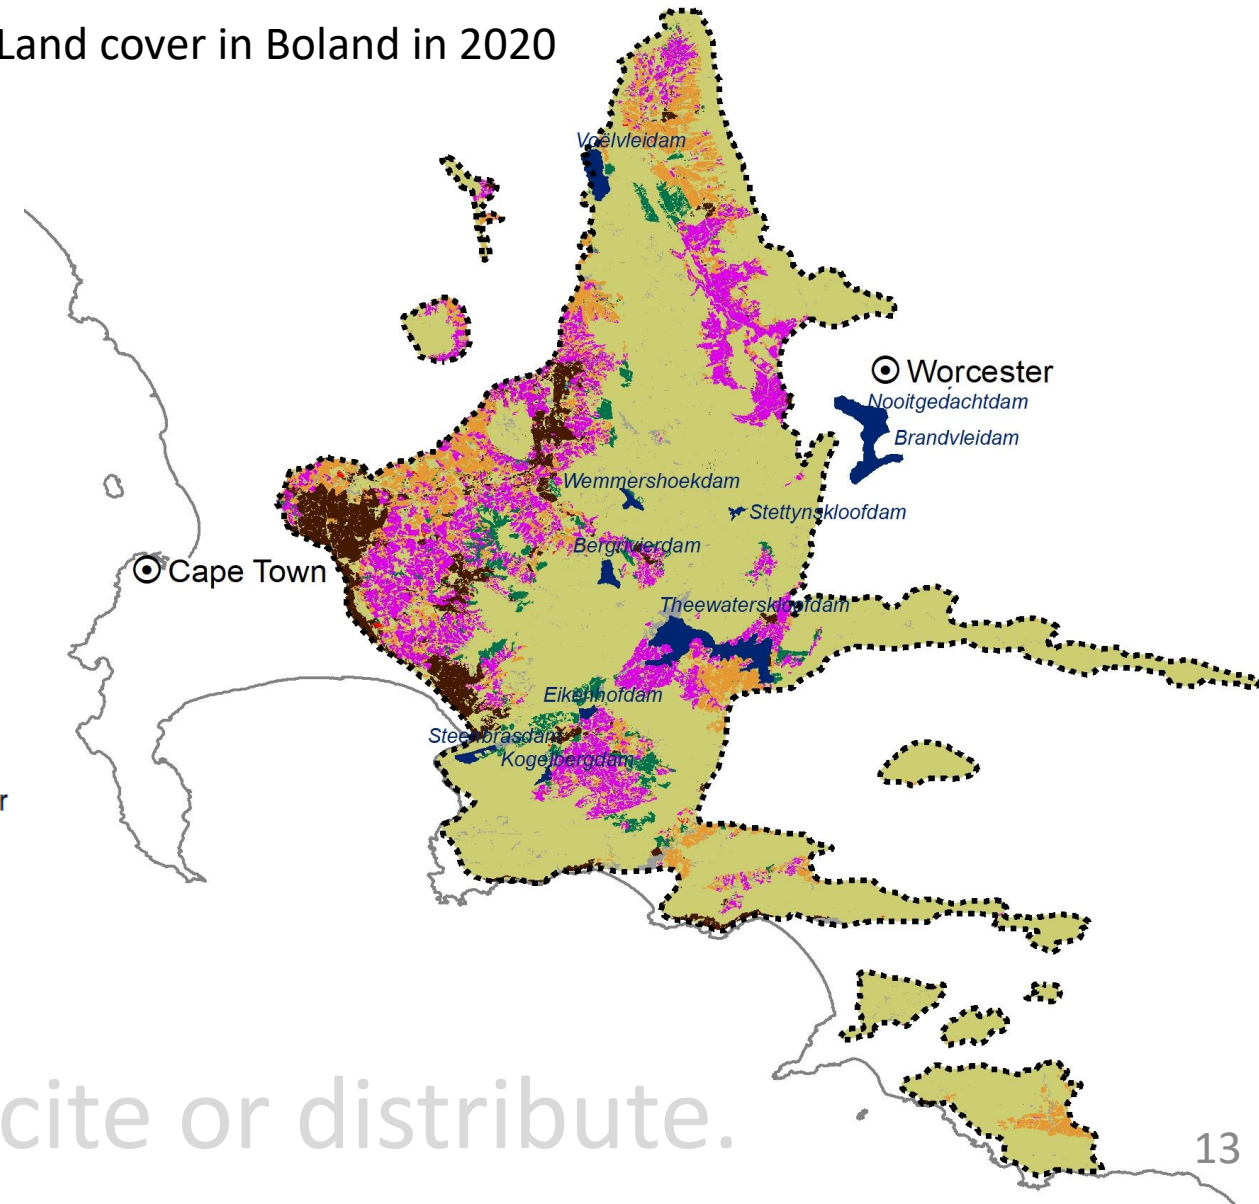 Land cover in Boland in 2020
Voëlvleidam
Worcester
Nooitgedachtdam
Brandvleidam
Wemmershoekdam
Stettynskloofdam
Bergrivierdam
Cape Town
Theewaterskloofdam
Eikenhofdam
Steenbrasdam
Kogelbergdam
r
cite or distribute.
13